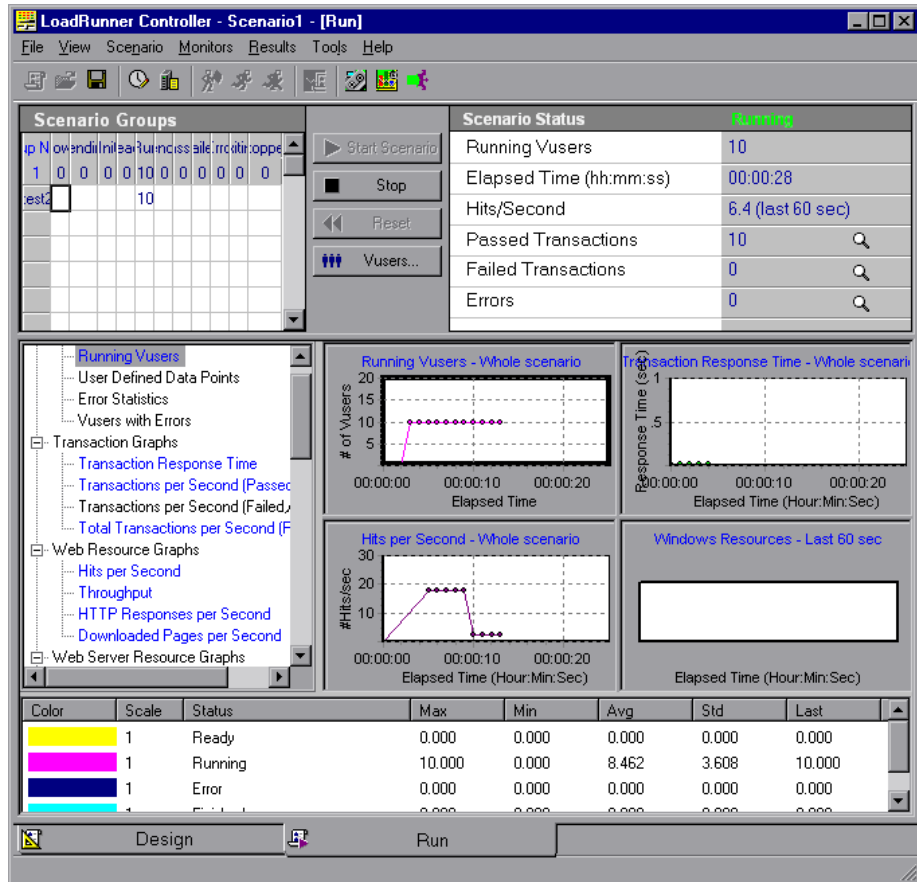 LoadRunner Controller - Scenario1 - [Run]
File View Scenario Monitors Results Tools Help
Scenario Groups
1 0 0 0 0 10 0 0 0 0 0 0
10
Start Scenario
Stop
Reset
Vusers...
Scenario Status Running
Running Vusers 10
Elapsed Time (hh:mm:ss) 00:00:28
Hits/Second 6.4 (last 60 sec)
Passed Transactions 10
Failed Transactions 0
Errors 0
Running Vusers
User Defined Data Points
Error Statistics
Vusers with Errors
Transaction Graphs
Transaction Response Time
Transactions per Second (Passed
Transactions per Second (Failed,
Total Transactions per Second (F
Web Resource Graphs
Hits per Second
Throughput
HTTP Responses per Second
Downloaded Pages per Second
Web Server Resource Graphs
Running Vusers - Whole scenario
# of Vusers
20
15
10
5
00:00:00 00:00:10 00:00:20
Elapsed Time
Transaction Response Time - Whole scenari
Response Time (sec)
1
.5
00:00:00 00:00:10 00:00:20
Elapsed Time (Hour:Min:Sec)
Hits per Second - Whole scenario
#Hits/sec
30
20
10
00:00:00 00:00:10 00:00:20
Elapsed Time (Hour:Min:Sec)
Windows Resources - Last 60 sec
Elapsed Time (Hour:Min:Sec)
Color Scale Status Max Min Avg Std Last
1 Ready 0.000 0.000 0.000 0.000 0.000
1 Running 10.000 0.000 8.462 3.608 10.000
1 Error 0.000 0.000 0.000 0.000 0.000
Design
Run